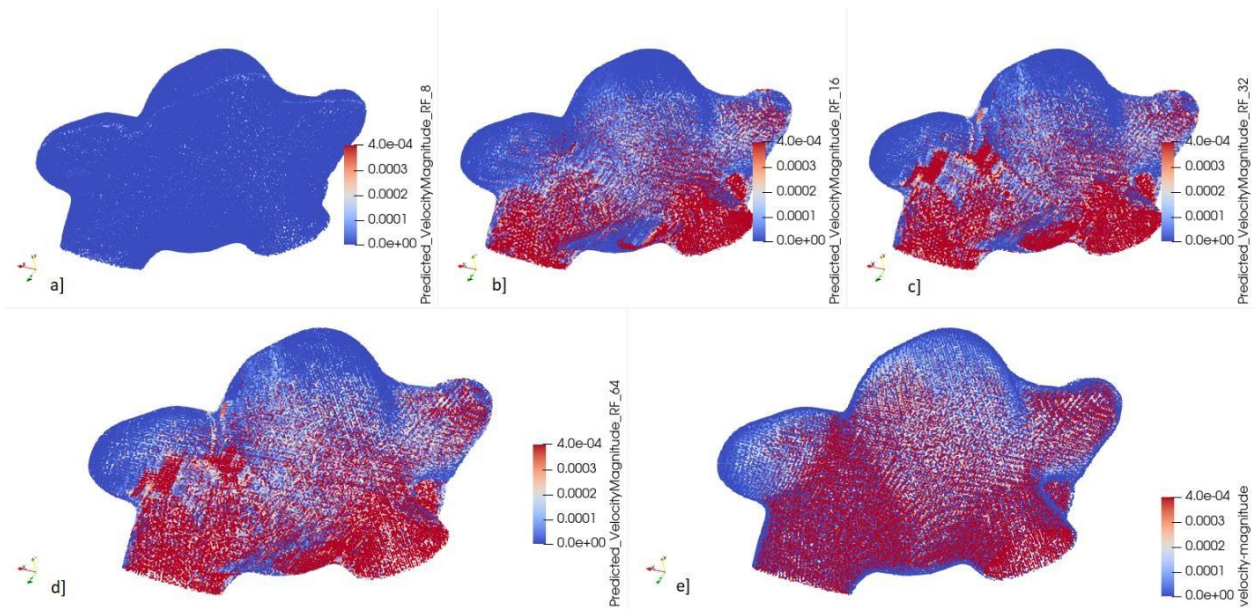 4.0e-04
0.0003
0.0002
0.0001
0.0e+00
Predicted_VelocityMagnitude_RF_8
a]
4.0e-04
0.0003
0.0002
0.0001
0.0e+00
Predicted_VelocityMagnitude_RF_16
b]
4.0e-04
0.0003
0.0002
0.0001
0.0e+00
Predicted_VelocityMagnitude_RF_32
c]
4.0e-04
0.0003
0.0002
0.0001
0.0e+00
Predicted_VelocityMagnitude_RF_64
d]
4.0e-04
0.0003
0.0002
0.0001
0.0e+00
velocity-magnitude
e]